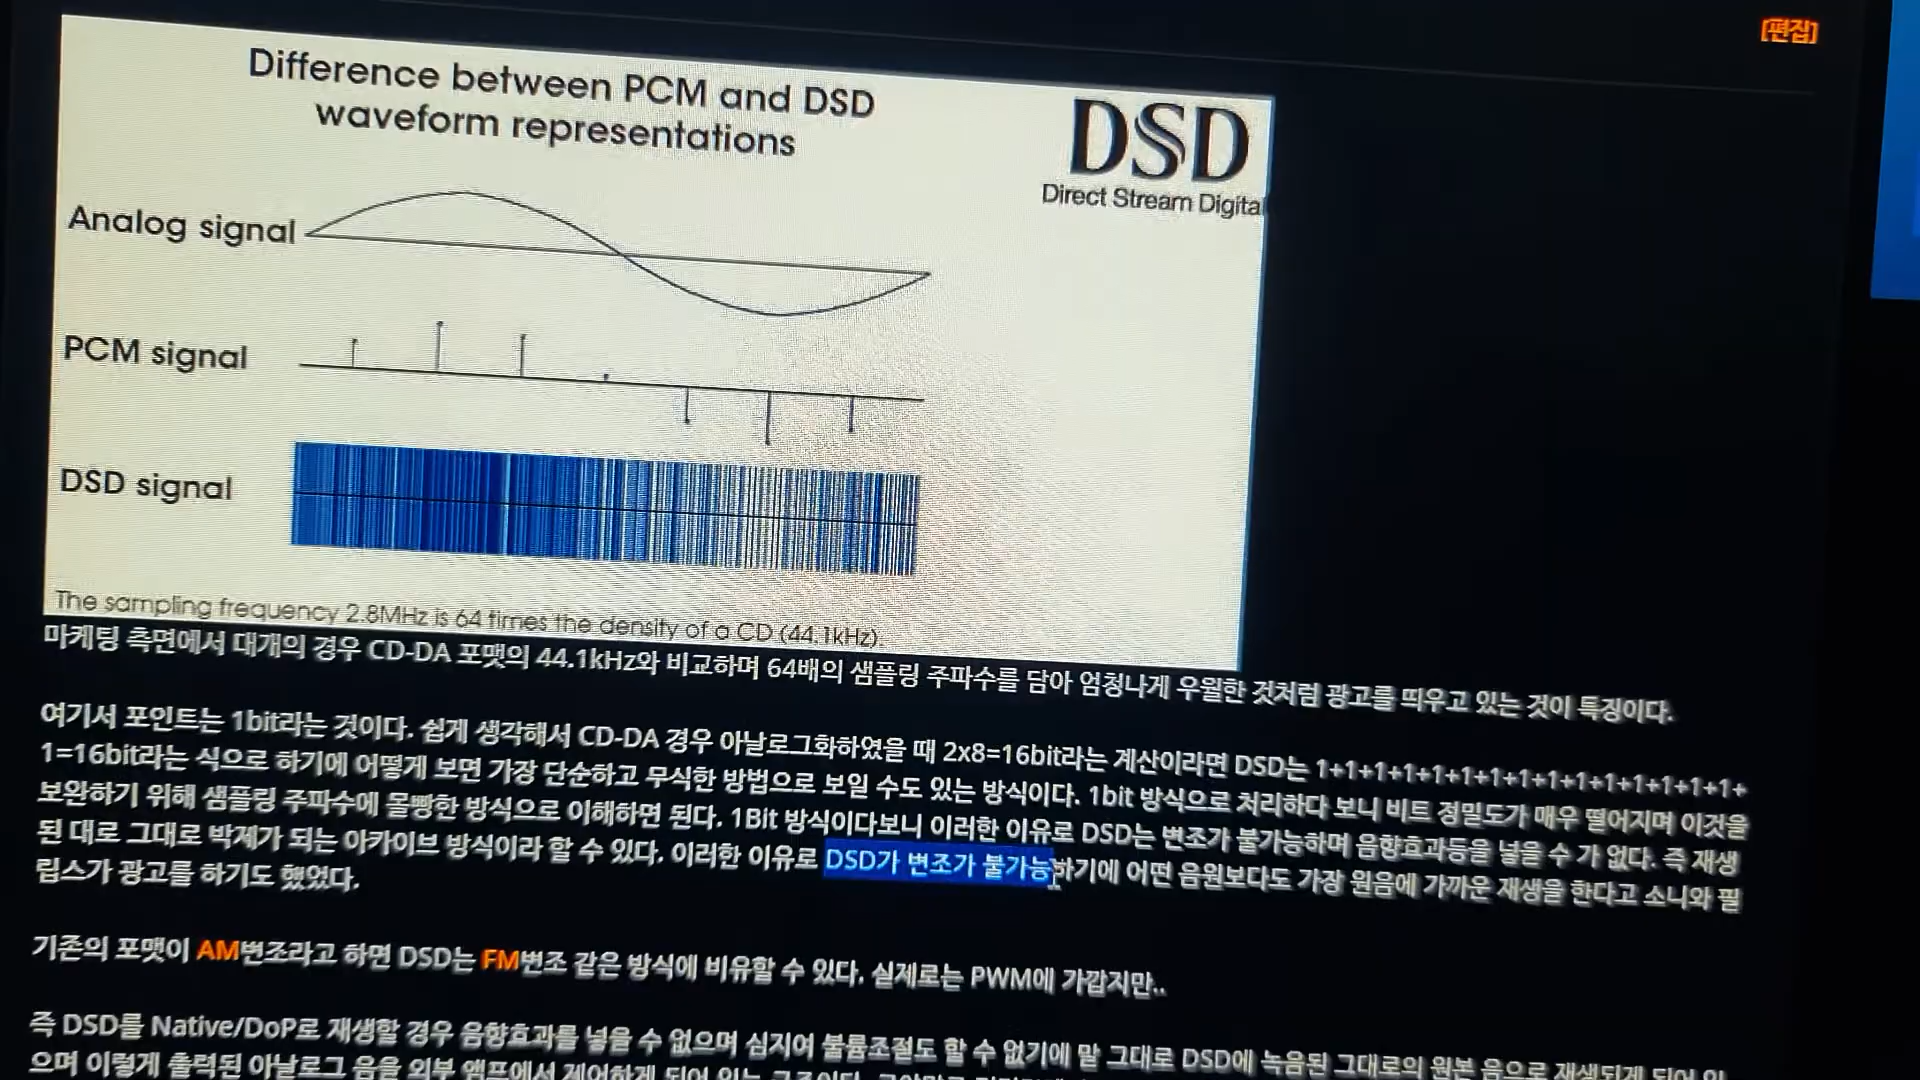 [편집]
Difference between PCM and DSD
waveform representations
DSD
Direct Stream Digital
Analog signal
PCM signal
DSD signal
The sampling frequency 2.8MHz is 64 times the density of a CD (44.1kHz).
마케팅 측면에서 대개의 경우 CD-DA 포맷의 44.1kHz와 비교하며 64배의 샘플링 주파수를 담아 엄청나게 우월한 것처럼 광고를 띄우고 있는 것이 특징이다.
여기서 포인트는 1bit라는 것이다. 쉽게 생각해서 CD-DA 경우 아날로그화하였을 때 2x8=16bit라는 계산이라면 DSD는 1+1+1+1+1+1+1+1+1+1+1+1+1+1+1+
1=16bit라는 식으로 하기에 어떻게 보면 가장 단순하고 무식한 방법으로 보일 수도 있는 방식이다. 1bit 방식으로 처리하다 보니 비트 정밀도가 매우 떨어지며 이것을
보완하기 위해 샘플링 주파수에 몰빵한 방식으로 이해하면 된다. 1Bit 방식이다보니 이러한 이유로 DSD는 변조가 불가능하며 음향효과등을 넣을 수 가 없다. 즉 재생
된 대로 그대로 박제가 되는 아카이브 방식이라 할 수 있다. 이러한 이유로 DSD가 변조가 불가능하기에 어떤 음원보다도 가장 원음에 가까운 재생을 한다고 소니와 필
립스가 광고를 하기도 했었다.
기존의 포맷이 AM변조라고 하면 DSD는 FM변조 같은 방식에 비유할 수 있다. 실제로는 PWM에 가깝지만..
즉 DSD를 Native/DoP로 재생할 경우 음향효과를 넣을 수 없으며 심지여 볼륨조절도 할 수 없기에 말 그대로 DSD에 녹음된 그대로의 원본 음으로 재생되게 되어 있
으며 이렇게 출력된 아날로그 음을 외부 앰프에서 제어하게 되어 있는 구조이다.